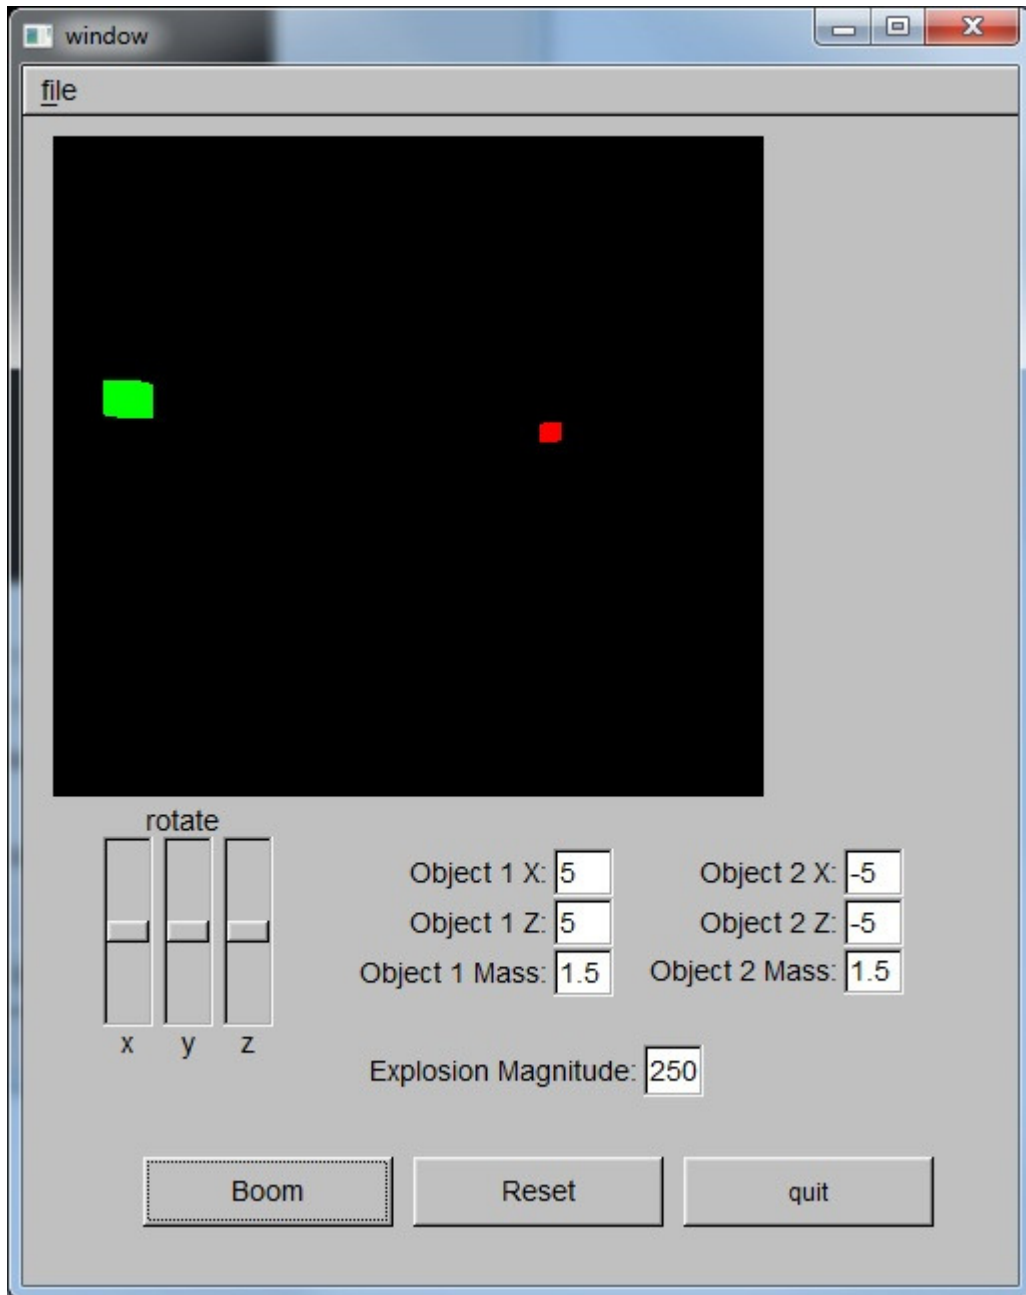 window
file
rotate
x y z
Object 1 X: 5
Object 2 X: -5
Object 1 Z: 5
Object 2 Z: -5
Object 1 Mass: 1.5
Object 2 Mass: 1.5
Explosion Magnitude: 250
Boom
Reset
quit